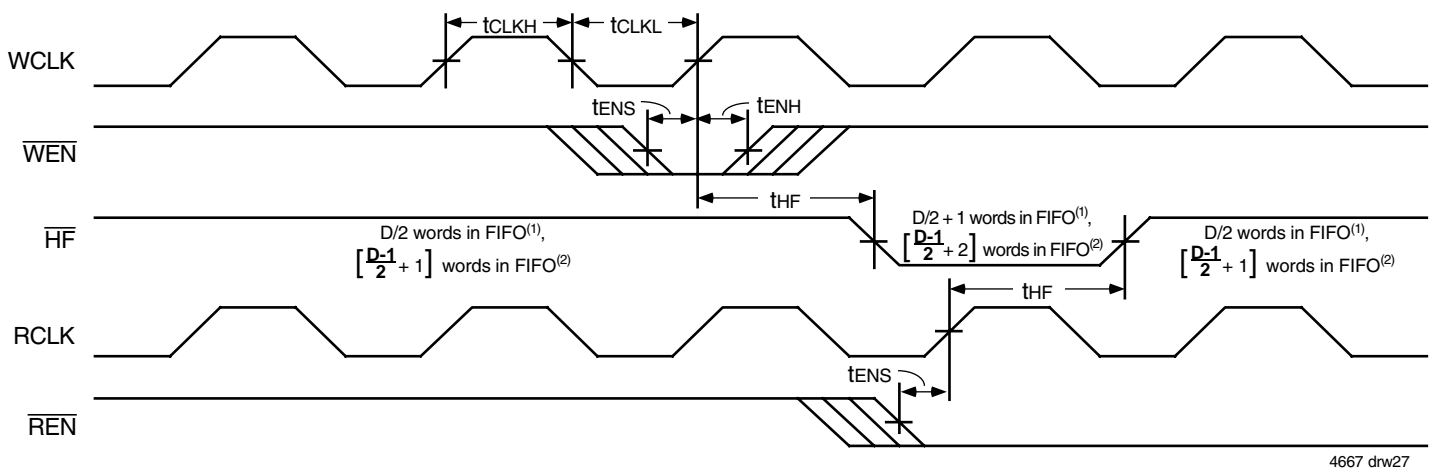 tCLKH
tCLKL
WCLK
tENS
tENH
WEN
tHF
HF
D/2 words in FIFO(1),
[D-1/2 + 1] words in FIFO(2)
D/2 + 1 words in FIFO(1),
[D-1/2 + 2] words in FIFO(2)
D/2 words in FIFO(1),
[D-1/2 + 1] words in FIFO(2)
tHF
RCLK
tENS
REN
4667 drw27